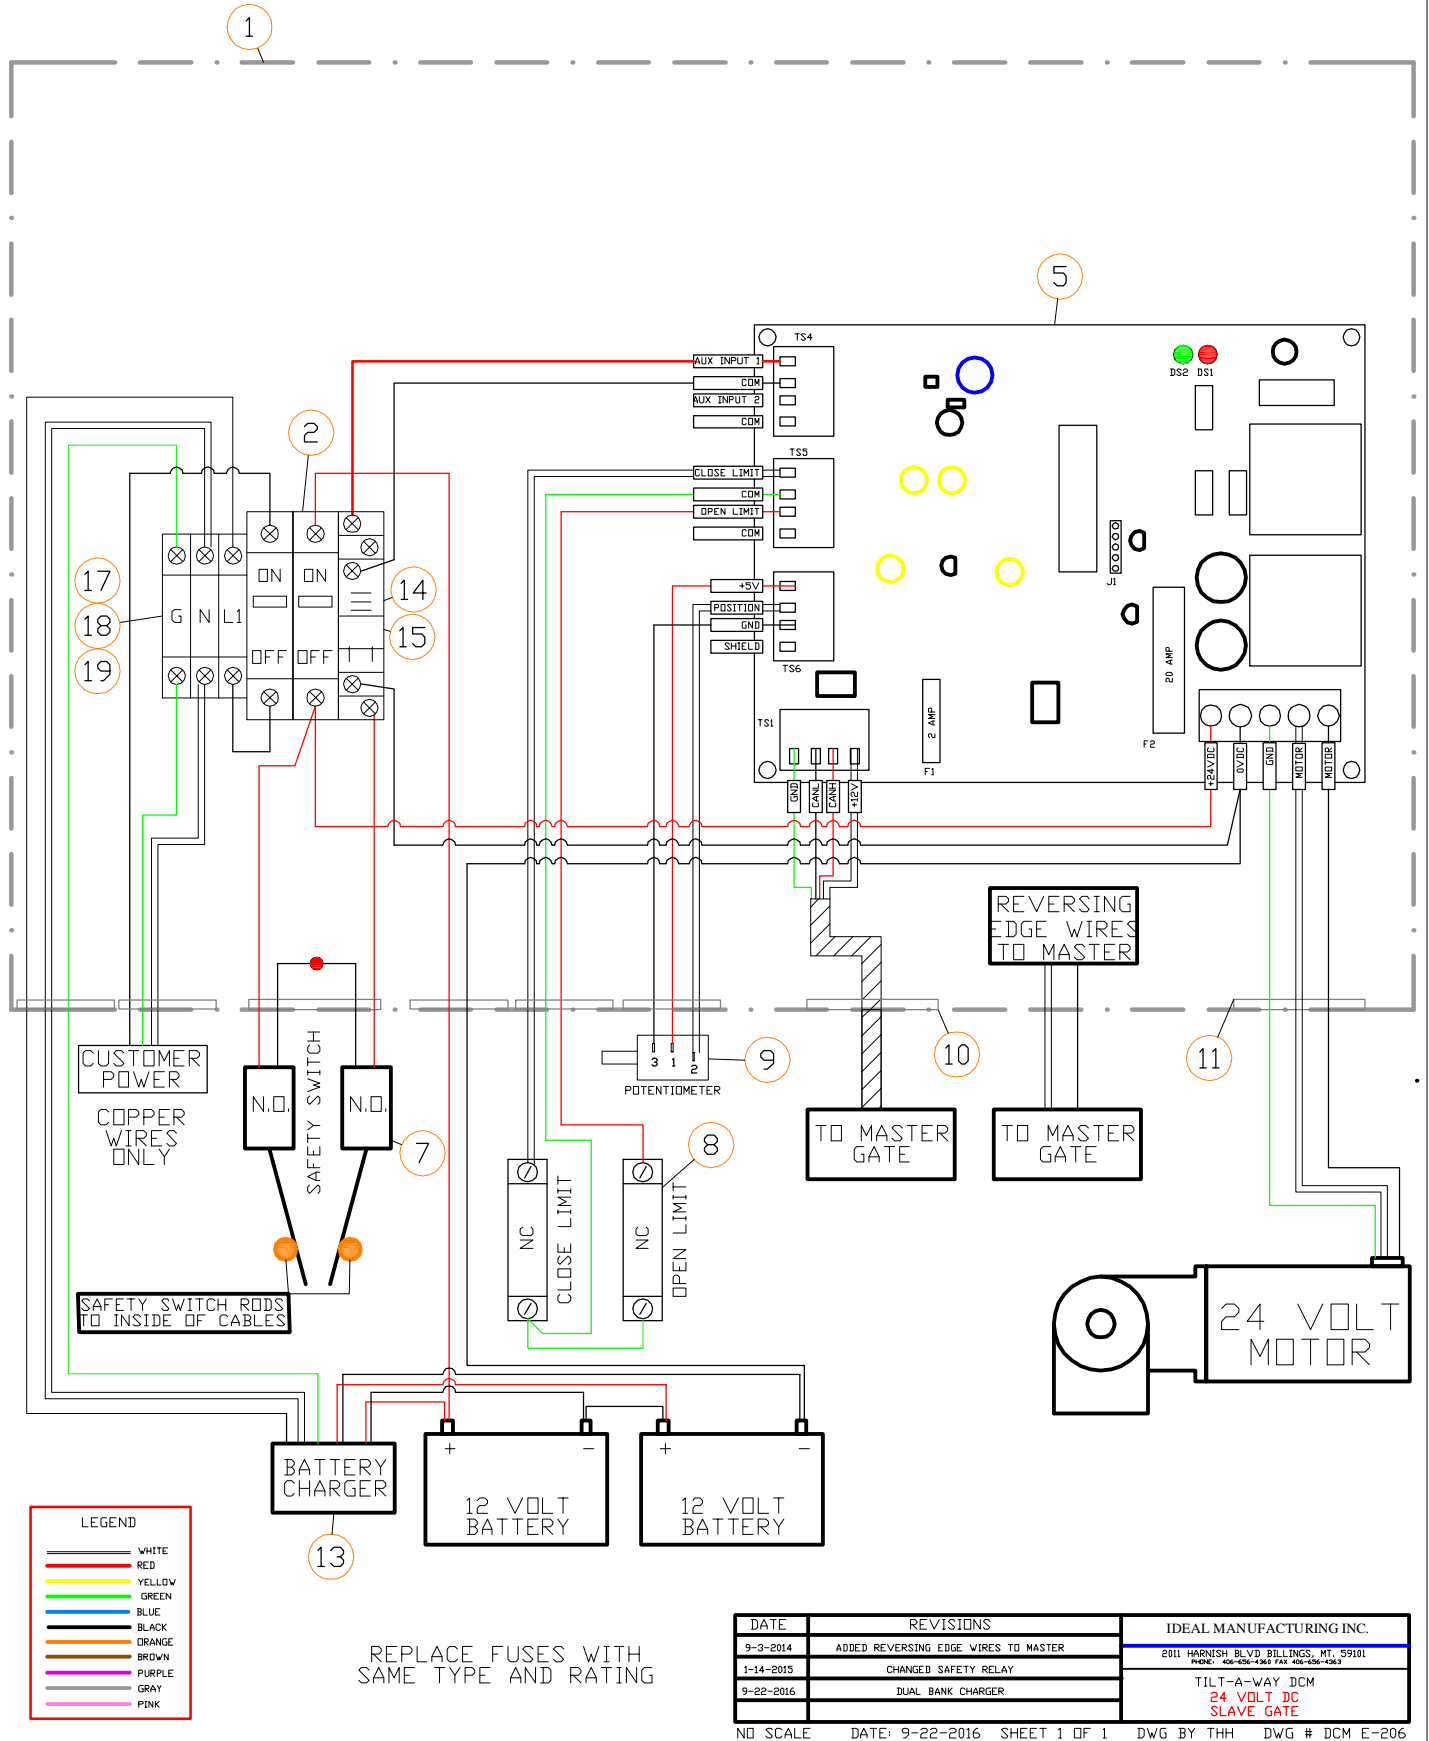 1
5
TS4
AUX INPUT 1
COM
AUX INPUT 2
COM
DS2 DS1
2
TS5
CLOSE LIMIT
COM
OPEN LIMIT
COM
J1
17
18
19
G N L1
ON ON
OFF OFF
14
15
+5V
POSITION
GND
SHIELD
TS6
TS1
2 AMP
F1
20 AMP
F2
GND
CANL
CANH
+12V
+24VDC
0VDC
GND
MOTOR
MOTOR
REVERSING
EDGE WIRES
TO MASTER
CUSTOMER
POWER
COPPER
WIRES
ONLY
SAFETY SWITCH
N.O. N.O.
7
3 1 2
POTENTIOMETER
9
10
11
8
TO MASTER
GATE
TO MASTER
GATE
NC
CLOSE LIMIT
NC
OPEN LIMIT
SAFETY SWITCH RODS
TO INSIDE OF CABLES
24 VOLT
MOTOR
BATTERY
CHARGER
13
+ −
12 VOLT
BATTERY
+ −
12 VOLT
BATTERY
LEGEND
WHITE
RED
YELLOW
GREEN
BLUE
BLACK
ORANGE
BROWN
PURPLE
GRAY
PINK
REPLACE FUSES WITH
SAME TYPE AND RATING
DATE REVISIONS
9-3-2014 ADDED REVERSING EDGE WIRES TO MASTER
1-14-2015 CHANGED SAFETY RELAY
9-22-2016 DUAL BANK CHARGER
IDEAL MANUFACTURING INC.
2011 HARNISH BLVD BILLINGS, MT. 59101
PHONE: 406-656-4360 FAX 406-656-4363
TILT-A-WAY DCM
24 VOLT DC
SLAVE GATE
NO SCALE DATE: 9-22-2016 SHEET 1 OF 1 DWG BY THH DWG # DCM E-206